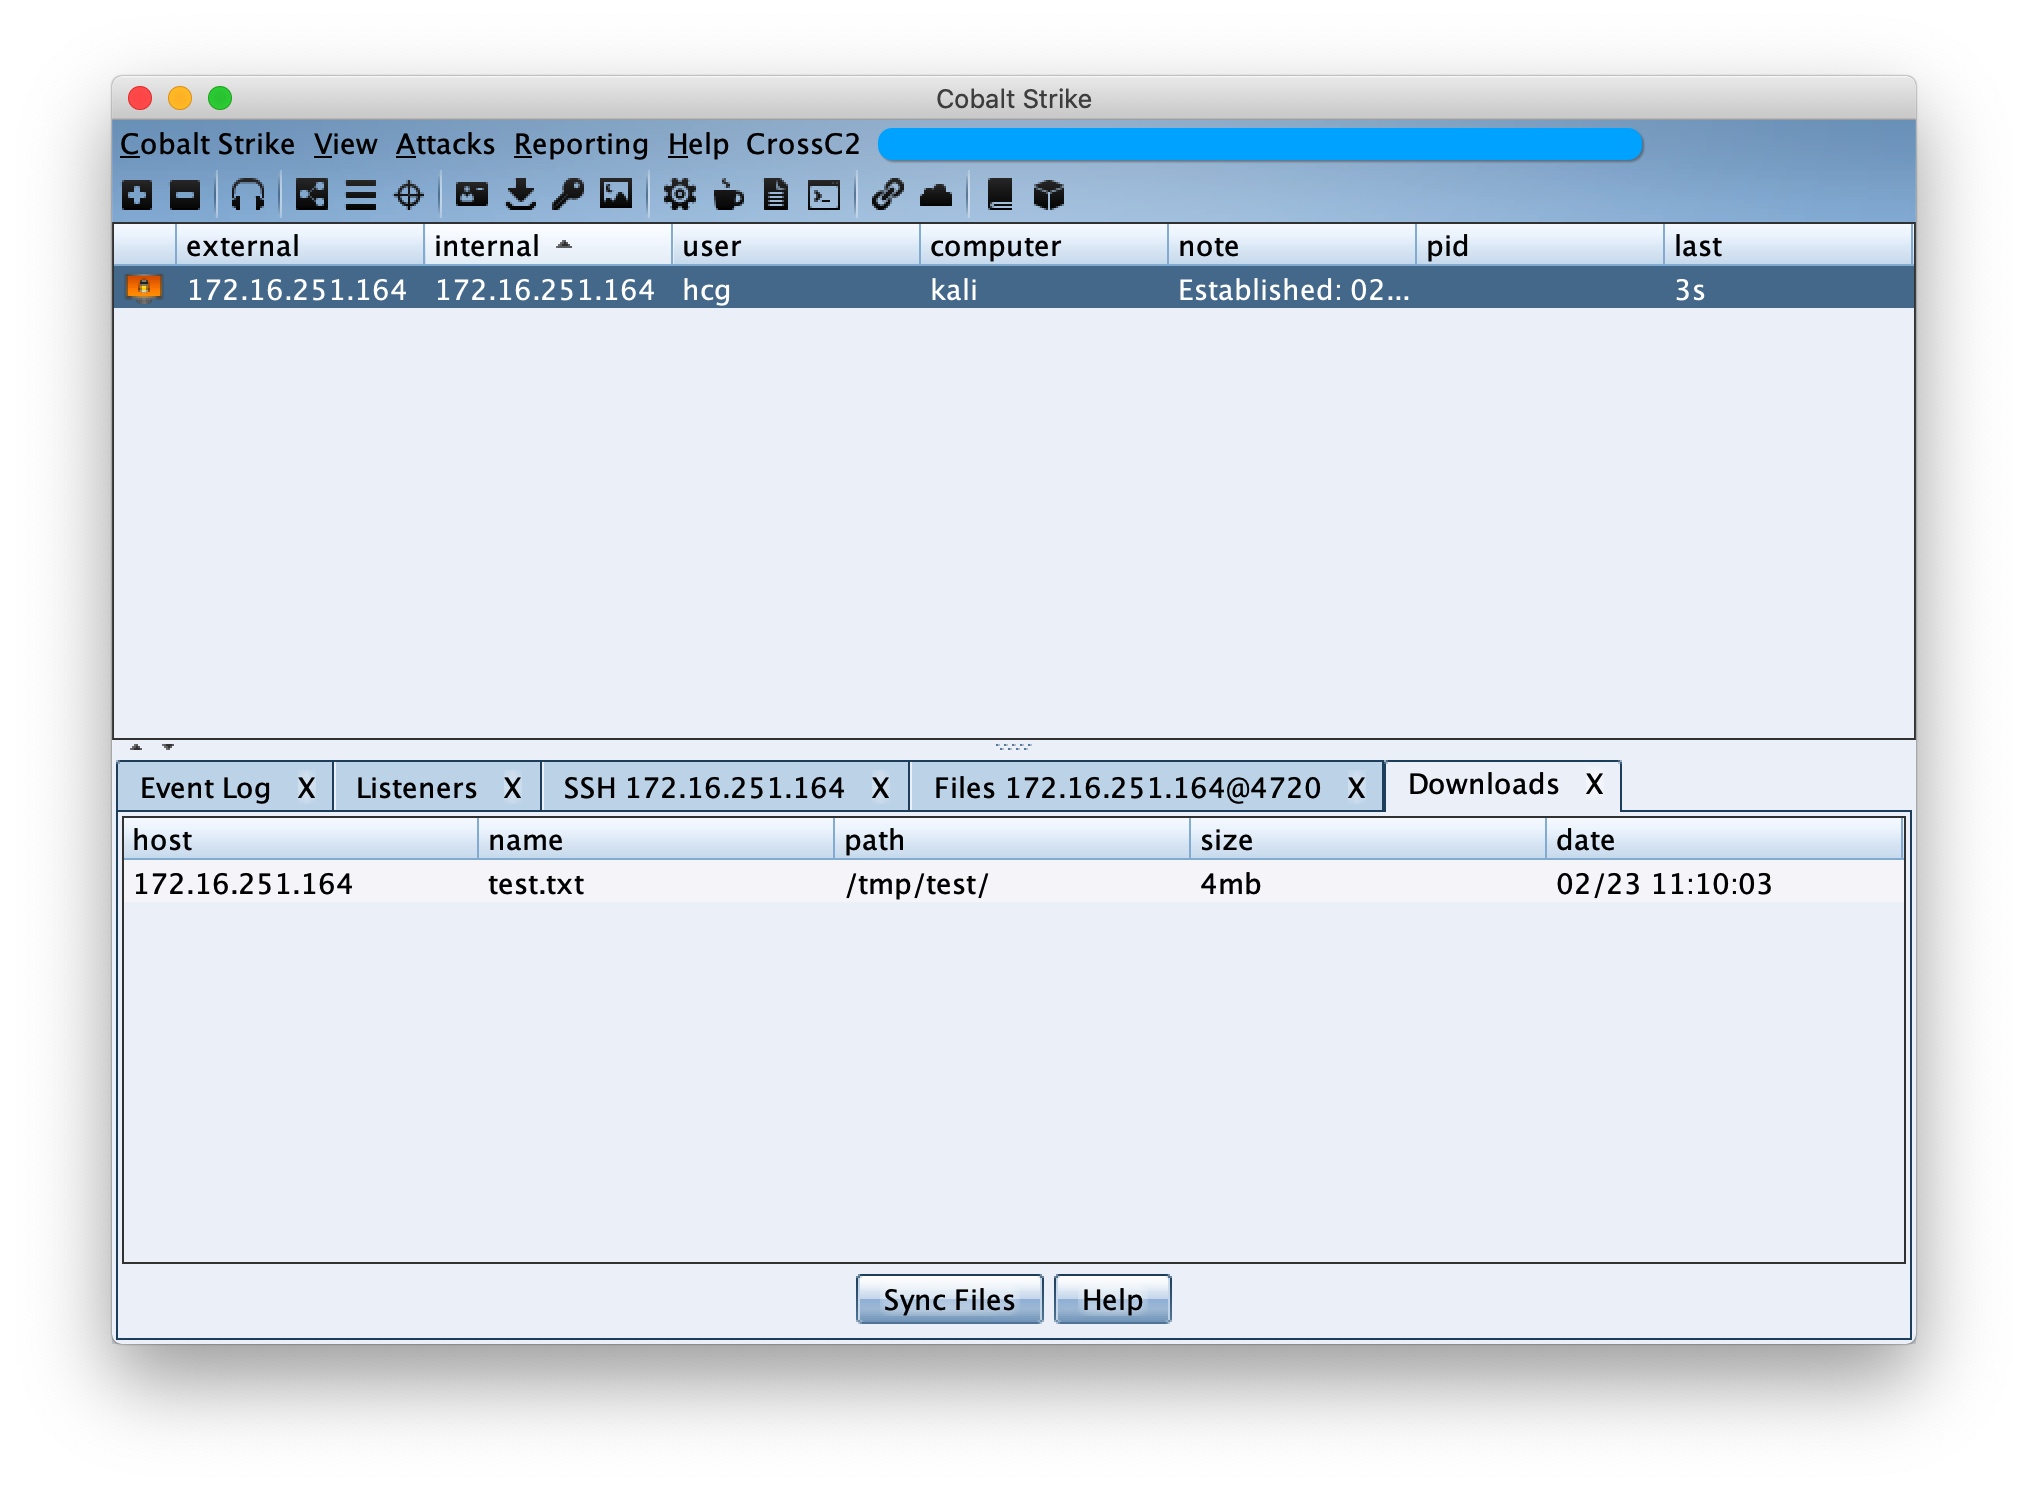 Cobalt Strike
Cobalt Strike View Attacks Reporting Help CrossC2
external internal user computer note pid last
172.16.251.164 172.16.251.164 hcg kali Established: 02... 3s
Event Log X Listeners X SSH 172.16.251.164 X Files 172.16.251.164@4720 X Downloads X
host name path size date
172.16.251.164 test.txt /tmp/test/ 4mb 02/23 11:10:03
Sync Files Help